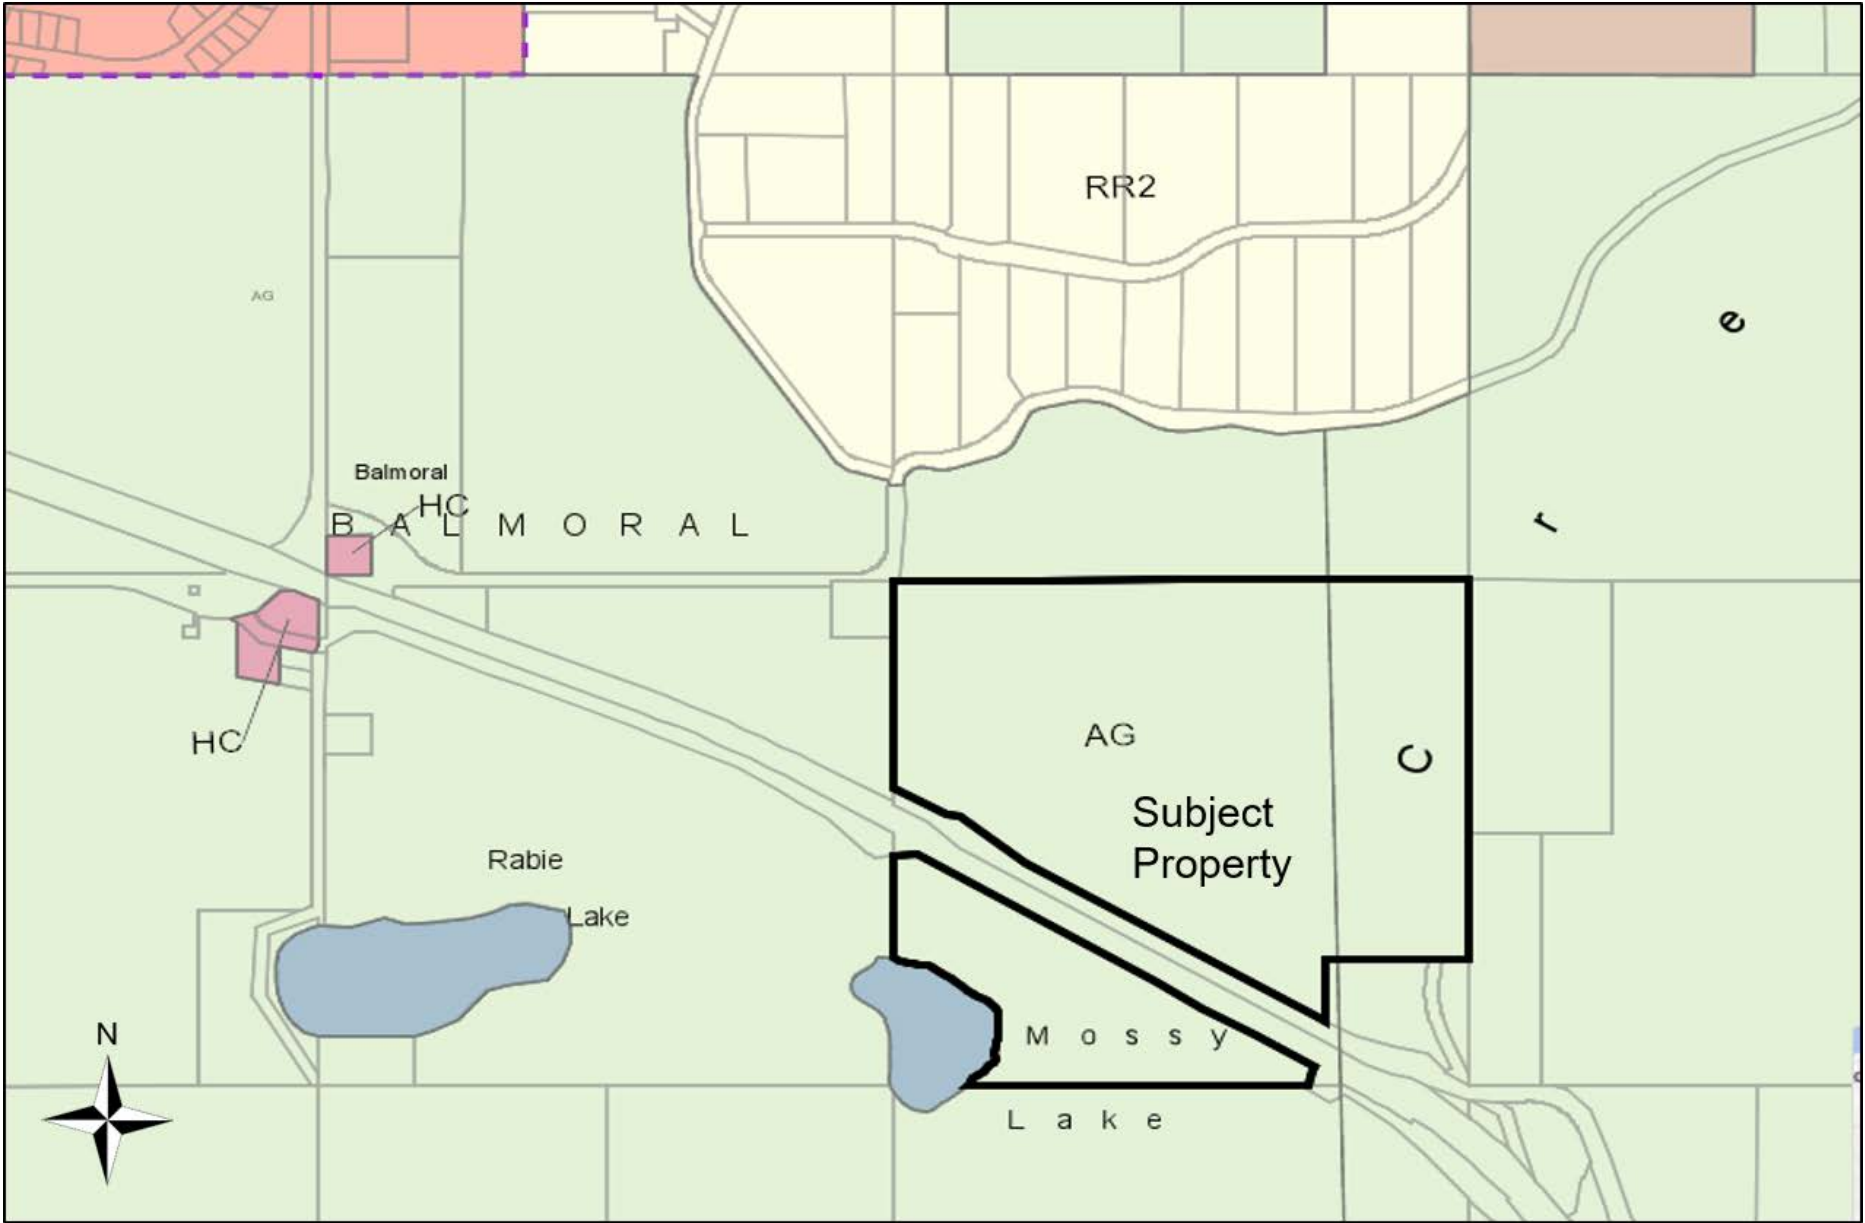 RR2
AG
e
Balmoral
HC
B A L M O R A L
r
HC
AG
C
Subject
Property
Rabie
Lake
N
M o s s y
L a k e